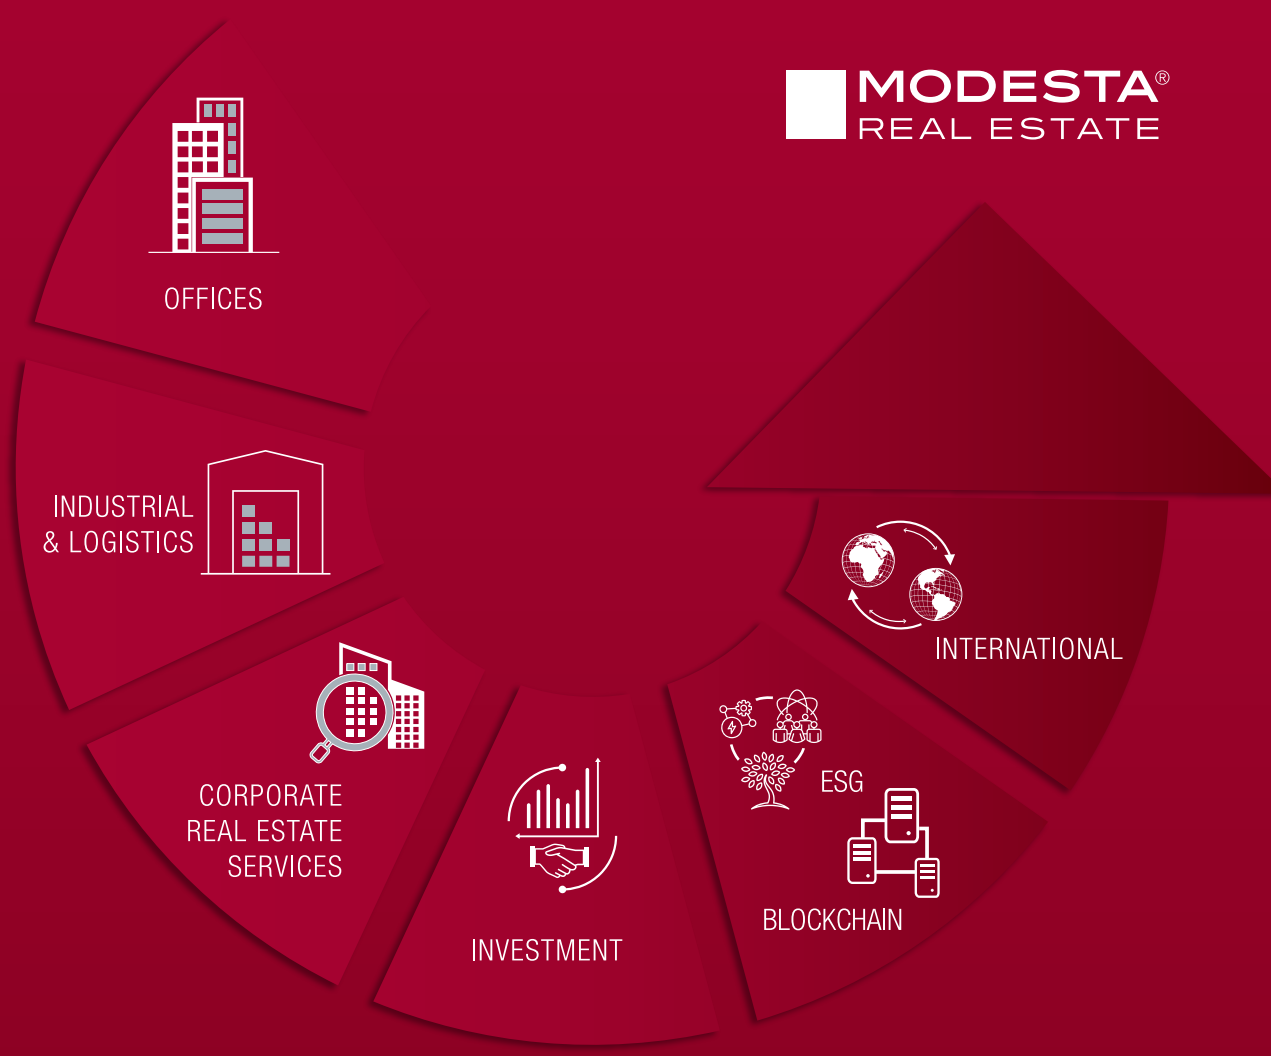 MODESTA®
REAL ESTATE
OFFICES
INDUSTRIAL
& LOGISTICS
CORPORATE
REAL ESTATE
SERVICES
INVESTMENT
ESG
BLOCKCHAIN
INTERNATIONAL